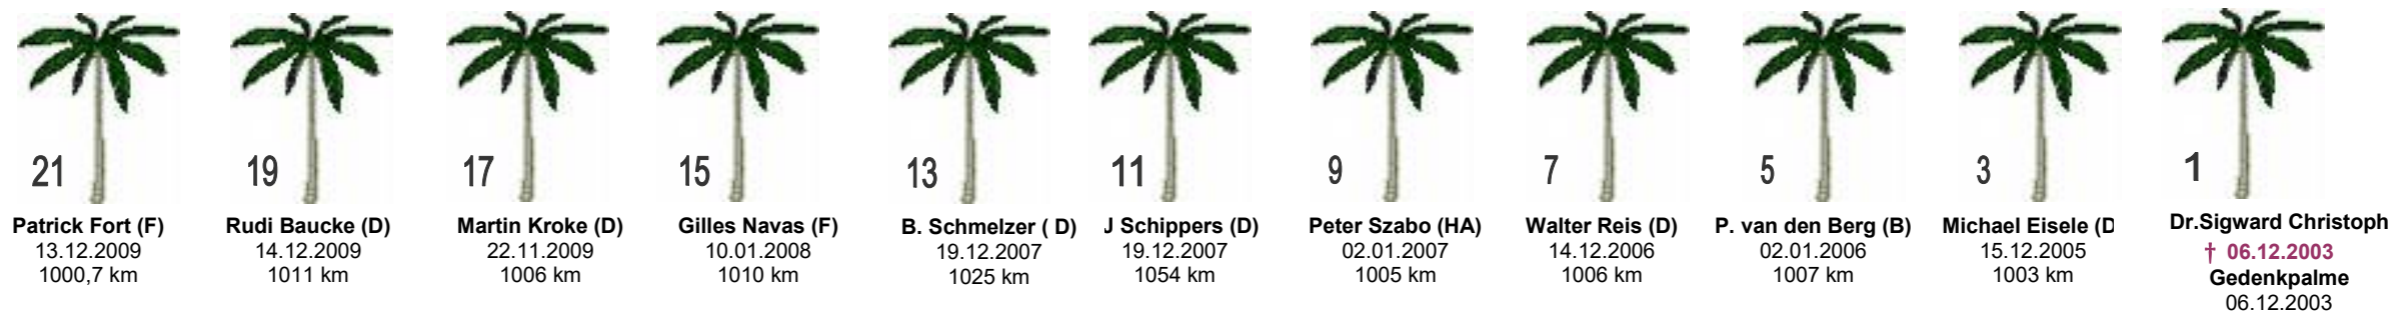 21 19 17 15 13 11 9 7 5 3 1
Patrick Fort (F) Rudi Baucke (D) Martin Kroke (D) Gilles Navas (F) B. Schmelzer ( D) J Schippers (D) Peter Szabo (HA) Walter Reis (D) P. van den Berg (B) Michael Eisele (D Dr.Sigward Christoph
13.12.2009 14.12.2009 22.11.2009 10.01.2008 19.12.2007 19.12.2007 02.01.2007 14.12.2006 02.01.2006 15.12.2005 † 06.12.2003
1000,7 km 1011 km 1006 km 1010 km 1025 km 1054 km 1005 km 1006 km 1007 km 1003 km Gedenkpalme
06.12.2003